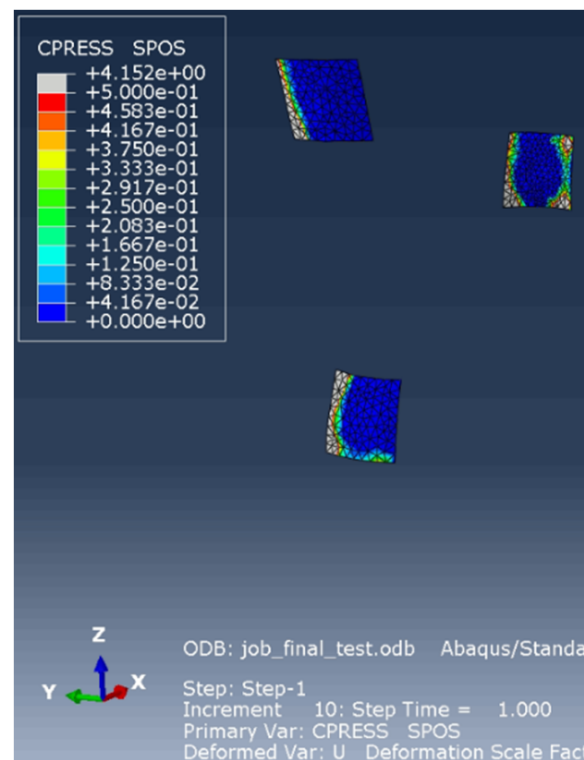 CPRESS SPOS
+4.152e+00
+5.000e-01
+4.583e-01
+4.167e-01
+3.750e-01
+3.333e-01
+2.917e-01
+2.500e-01
+2.083e-01
+1.667e-01
+1.250e-01
+8.333e-02
+4.167e-02
+0.000e+00
Z
Y X
ODB: job_final_test.odb Abaqus/Standa
Step: Step-1
Increment 10: Step Time = 1.000
Primary Var: CPRESS SPOS
Deformed Var: U Deformation Scale Fact